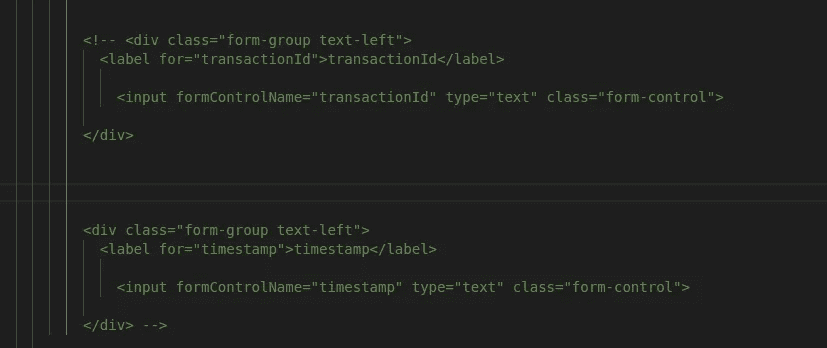 <!-- <div class="form-group text-left">
<label for="transactionId">transactionId</label>
<input formControlName="transactionId" type="text" class="form-control">
</div>
<div class="form-group text-left">
<label for="timestamp">timestamp</label>
<input formControlName="timestamp" type="text" class="form-control">
</div> -->